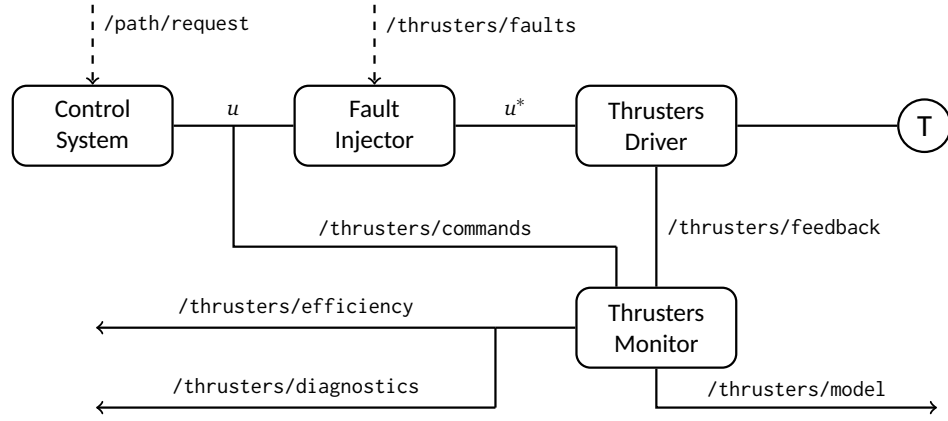 /path/request
/thrusters/faults
Control
System
u
Fault
Injector
u*
Thrusters
Driver
T
/thrusters/commands
/thrusters/feedback
/thrusters/efficiency
Thrusters
Monitor
/thrusters/diagnostics
/thrusters/model